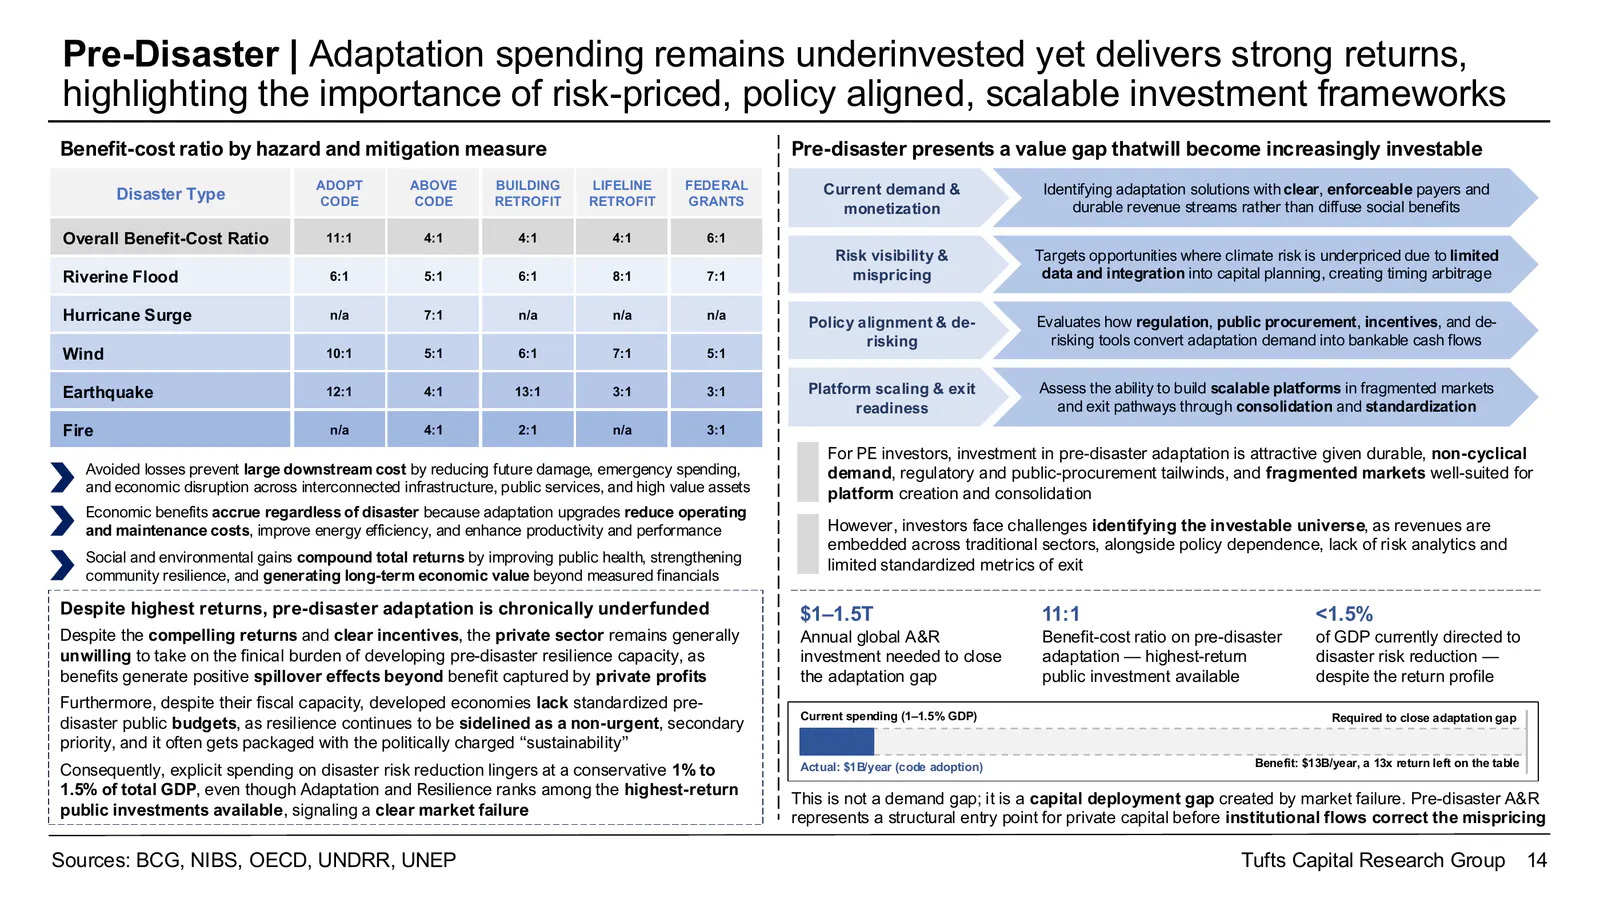 Pre-Disaster | Adaptation spending remains underinvested yet delivers strong returns,
highlighting the importance of risk-priced, policy aligned, scalable investment frameworks
Benefit-cost ratio by hazard and mitigation measure
Disaster Type ADOPT CODE ABOVE CODE BUILDING RETROFIT LIFELINE RETROFIT FEDERAL GRANTS
Overall Benefit-Cost Ratio 11:1 4:1 4:1 4:1 6:1
Riverine Flood 6:1 5:1 6:1 8:1 7:1
Hurricane Surge n/a 7:1 n/a n/a n/a
Wind 10:1 5:1 6:1 7:1 5:1
Earthquake 12:1 4:1 13:1 3:1 3:1
Fire n/a 4:1 2:1 n/a 3:1
Avoided losses prevent large downstream cost by reducing future damage, emergency spending,
and economic disruption across interconnected infrastructure, public services, and high value assets
Economic benefits accrue regardless of disaster because adaptation upgrades reduce operating
and maintenance costs, improve energy efficiency, and enhance productivity and performance
Social and environmental gains compound total returns by improving public health, strengthening
community resilience, and generating long-term economic value beyond measured financials
Despite highest returns, pre-disaster adaptation is chronically underfunded
Despite the compelling returns and clear incentives, the private sector remains generally
unwilling to take on the finical burden of developing pre-disaster resilience capacity, as
benefits generate positive spillover effects beyond benefit captured by private profits
Furthermore, despite their fiscal capacity, developed economies lack standardized pre-
disaster public budgets, as resilience continues to be sidelined as a non-urgent, secondary
priority, and it often gets packaged with the politically charged “sustainability”
Consequently, explicit spending on disaster risk reduction lingers at a conservative 1% to
1.5% of total GDP, even though Adaptation and Resilience ranks among the highest-return
public investments available, signaling a clear market failure
Pre-disaster presents a value gap thatwill become increasingly investable
Current demand &
monetization
Identifying adaptation solutions with clear, enforceable payers and
durable revenue streams rather than diffuse social benefits
Risk visibility &
mispricing
Targets opportunities where climate risk is underpriced due to limited
data and integration into capital planning, creating timing arbitrage
Policy alignment & de-
risking
Evaluates how regulation, public procurement, incentives, and de-
risking tools convert adaptation demand into bankable cash flows
Platform scaling & exit
readiness
Assess the ability to build scalable platforms in fragmented markets
and exit pathways through consolidation and standardization
For PE investors, investment in pre-disaster adaptation is attractive given durable, non-cyclical
demand, regulatory and public-procurement tailwinds, and fragmented markets well-suited for
platform creation and consolidation
However, investors face challenges identifying the investable universe, as revenues are
embedded across traditional sectors, alongside policy dependence, lack of risk analytics and
limited standardized metrics of exit
$1–1.5T
Annual global A&R
investment needed to close
the adaptation gap
11:1
Benefit-cost ratio on pre-disaster
adaptation — highest-return
public investment available
<1.5%
of GDP currently directed to
disaster risk reduction —
despite the return profile
Current spending (1–1.5% GDP)
Required to close adaptation gap
Actual: $1B/year (code adoption)
Benefit: $13B/year, a 13x return left on the table
This is not a demand gap; it is a capital deployment gap created by market failure. Pre-disaster A&R
represents a structural entry point for private capital before institutional flows correct the mispricing
Sources: BCG, NIBS, OECD, UNDRR, UNEP
Tufts Capital Research Group 14